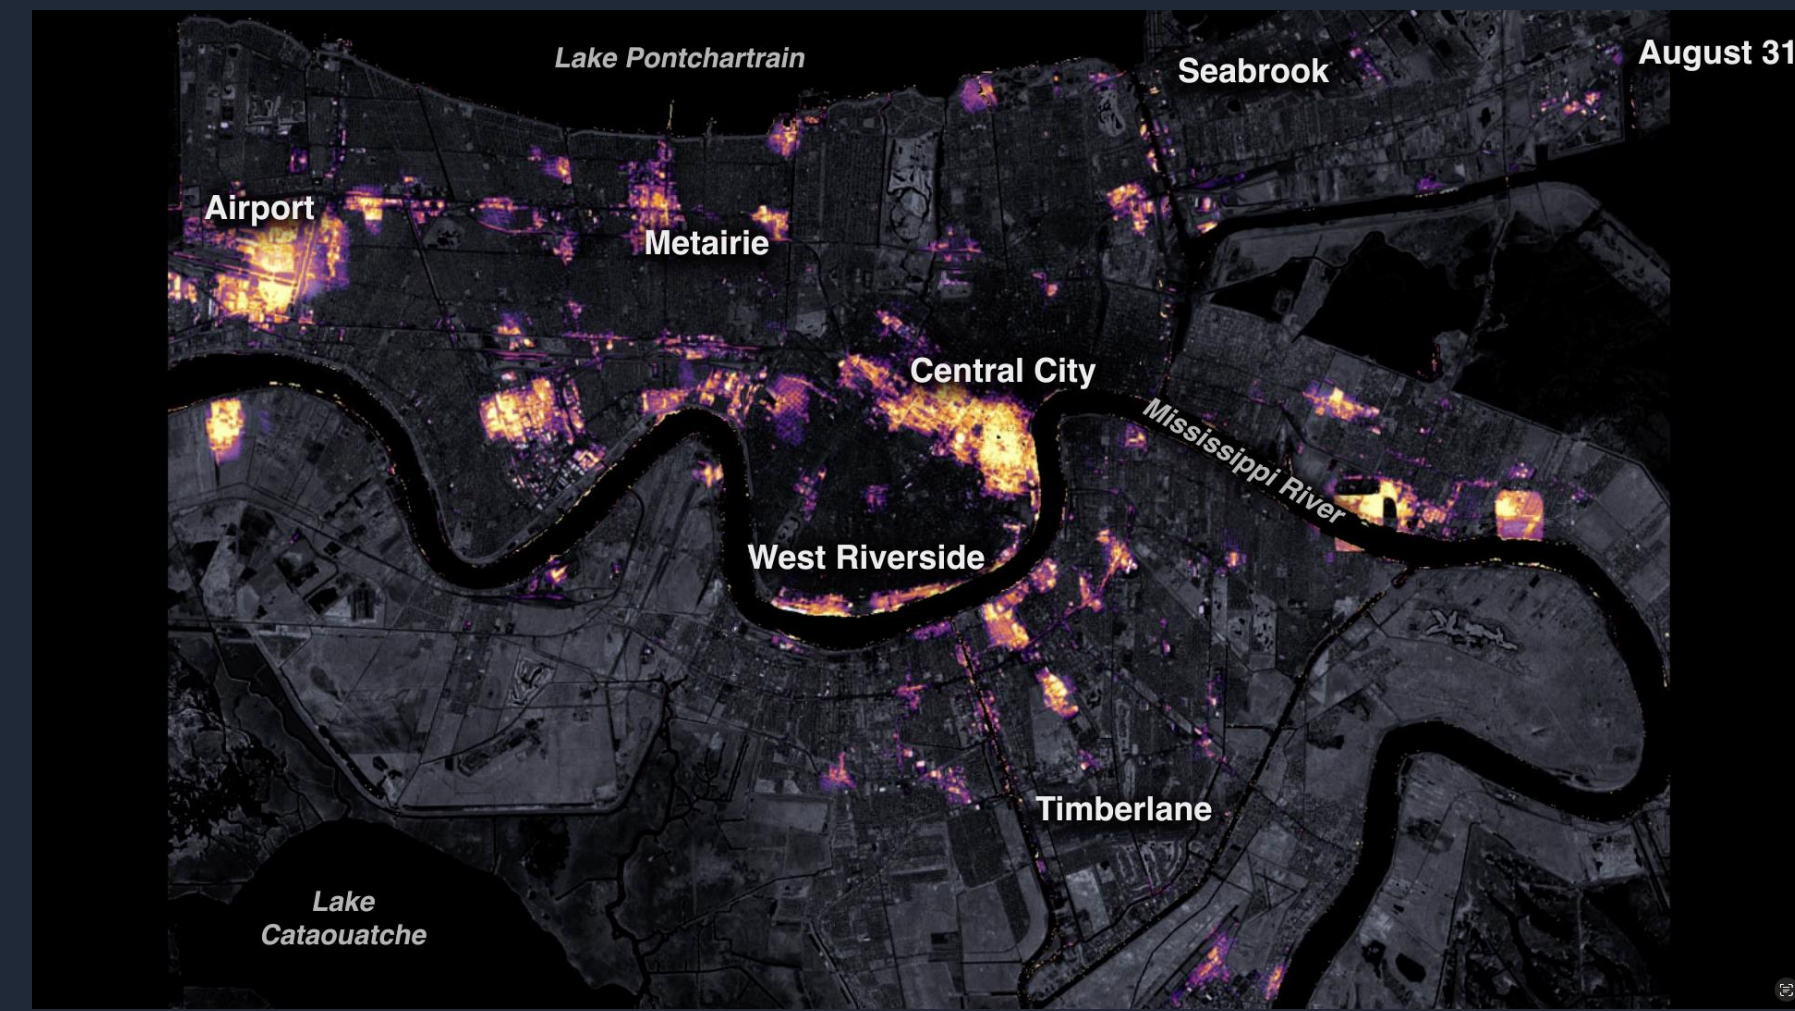 Lake Pontchartrain
Seabrook
August 31
Airport
Metairie
Central City
Mississippi River
West Riverside
Timberlane
Lake
Cataouatche